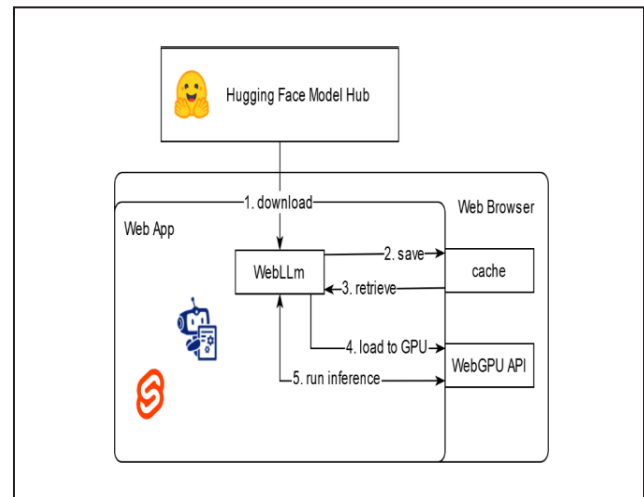 Hugging Face Model Hub
1. download
Web Browser
Web App
2. save
WebLLm
cache
3. retrieve
4. load to GPU
WebGPU API
5. run inference